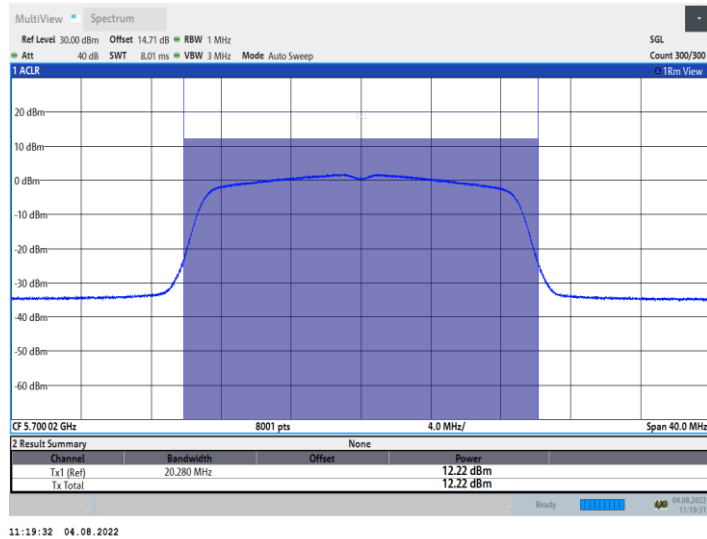 MultiView Spectrum
Ref Level 30.00 dBm Offset 14.71 dB RBW 1 MHz SGL
Att 40 dB SWT 8.01 ms VBW 3 MHz Mode Auto Sweep Count 300/300
1 ACLR 1Rm View
20 dBm
10 dBm
0 dBm
-10 dBm
-20 dBm
-30 dBm
-40 dBm
-50 dBm
-60 dBm
CF 5.700 02 GHz 8001 pts 4.0 MHz/ Span 40.0 MHz
2 Result Summary None
Channel Bandwidth Offset Power
Tx1 (Ref) 20.280 MHz 12.22 dBm
Tx Total 12.22 dBm
Ready 04.08.2022
11:19:31
11:19:32 04.08.2022